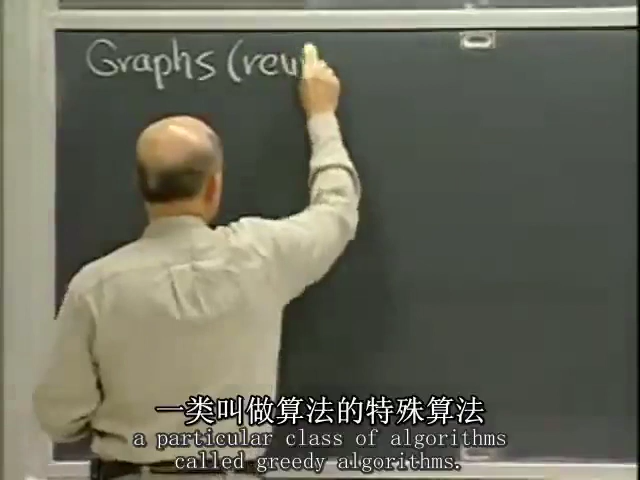 Graphs (rev
一类叫做算法的特殊算法
a particular class of algorithms
called greedy algorithms.